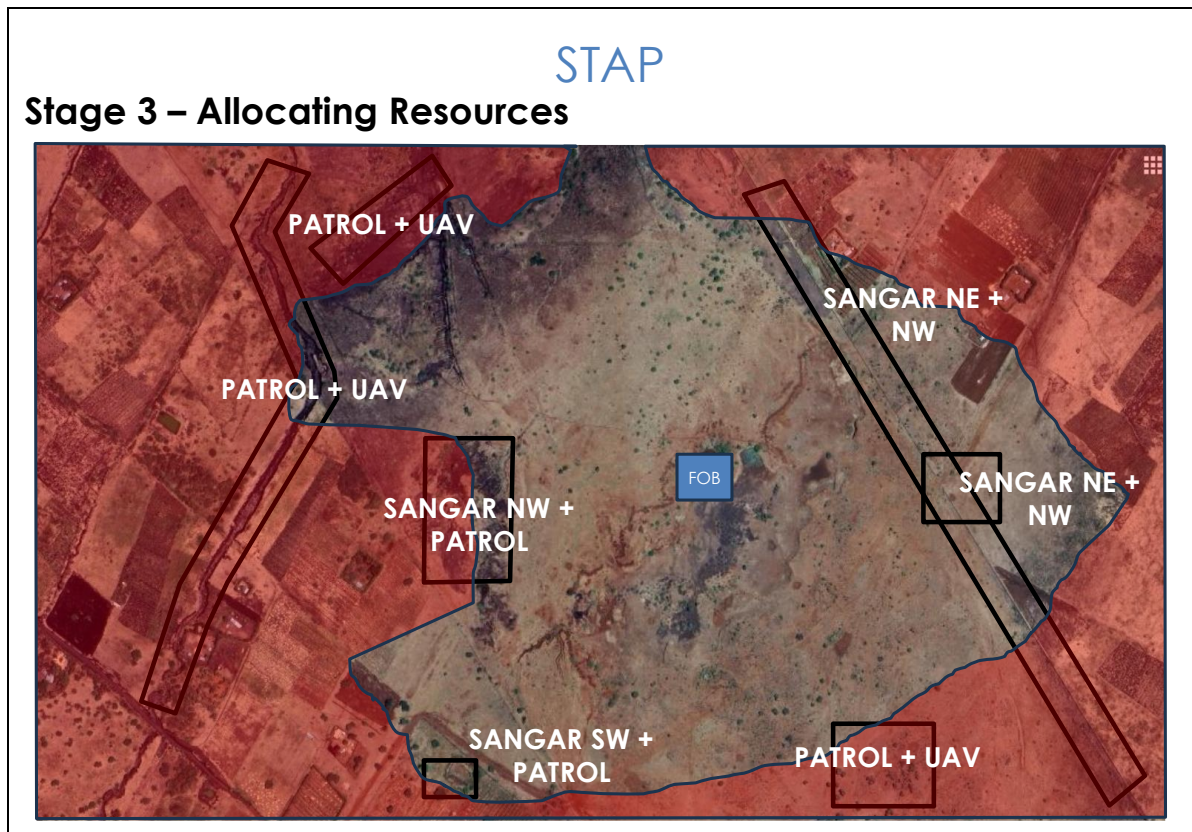 STAP
Stage 3 – Allocating Resources
PATROL + UAV
SANGAR NE +
NW
PATROL + UAV
FOB
SANGAR NE +
NW
SANGAR NW +
PATROL
SANGAR SW +
PATROL
PATROL + UAV